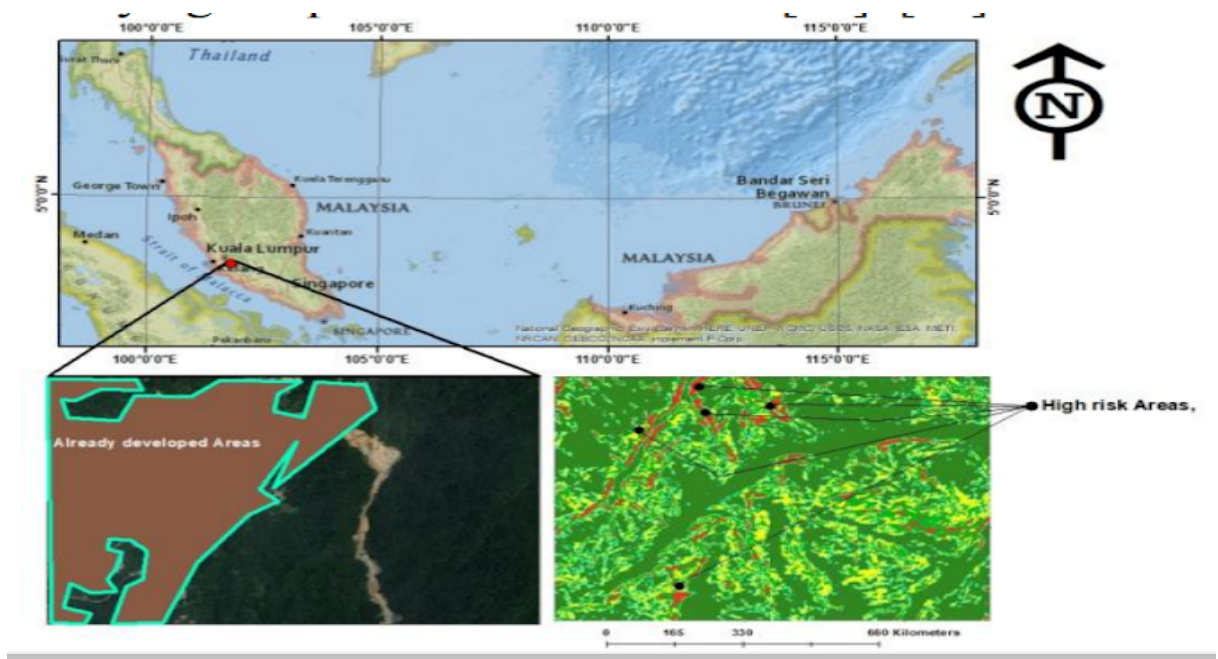 100°0'0"E 105°0'0"E 110°0'0"E 115°0'0"E
Thailand
N
5°0'0"N
5°0'0"N
George Town
Kuala Terengganu
Bandar Seri
Begawan
BRUNEI
Ipoh
MALAYSIA
Medan
Kuantan
Kuala Lumpur
MALAYSIA
Strait of Malacca
Singapore
Kuching
SINGAPORE
Pekanbaru
100°0'0"E 105°0'0"E 110°0'0"E 115°0'0"E
Already developed Areas
High risk Areas,
0 165 330 660 Kilometers